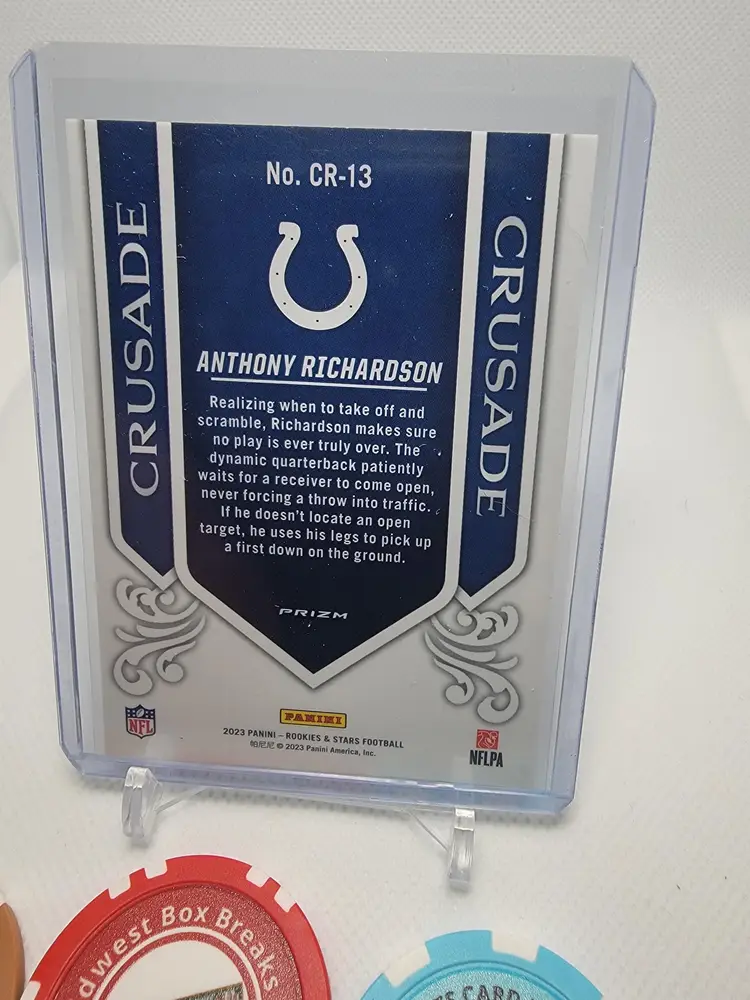 No. CR-13
CRUSADE
CRUSADE
ANTHONY RICHARDSON
Realizing when to take off and
scramble, Richardson makes sure
no play is ever truly over. The
dynamic quarterback patiently
waits for a receiver to come open,
never forcing a throw into traffic.
If he doesn't locate an open
target, he uses his legs to pick up
a first down on the ground.
PRIZM
NFL
PANINI
2023 PANINI – ROOKIES & STARS FOOTBALL
帕尼尼 © 2023 Panini America, Inc.
NFLPA
dwest Box Breaks
CARD